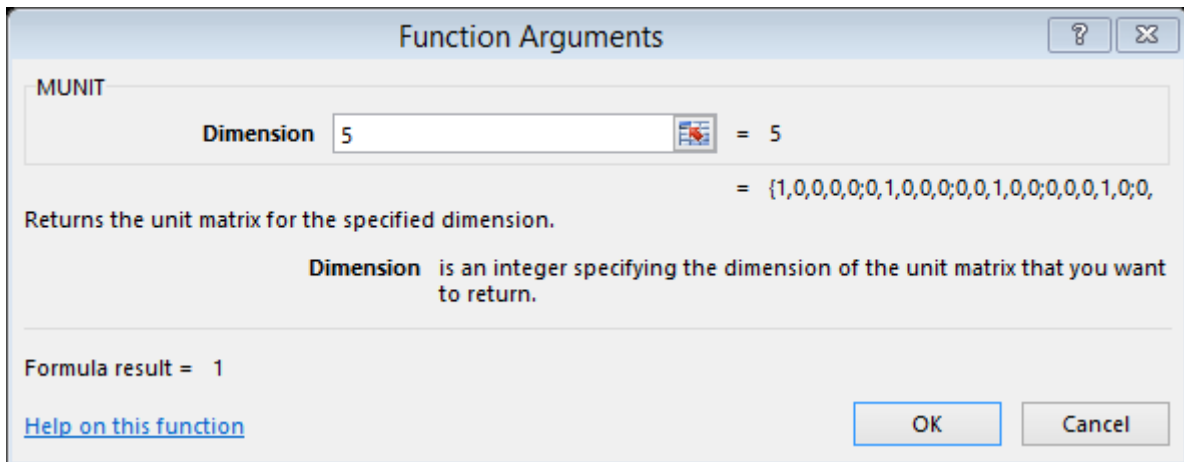 Function Arguments
?
MUNIT
Dimension 5 = 5
= {1,0,0,0,0;0,1,0,0,0;0,0,1,0,0;0,0,0,1,0;0,
Returns the unit matrix for the specified dimension.
Dimension is an integer specifying the dimension of the unit matrix that you want
to return.
Formula result = 1
Help on this function
OK Cancel